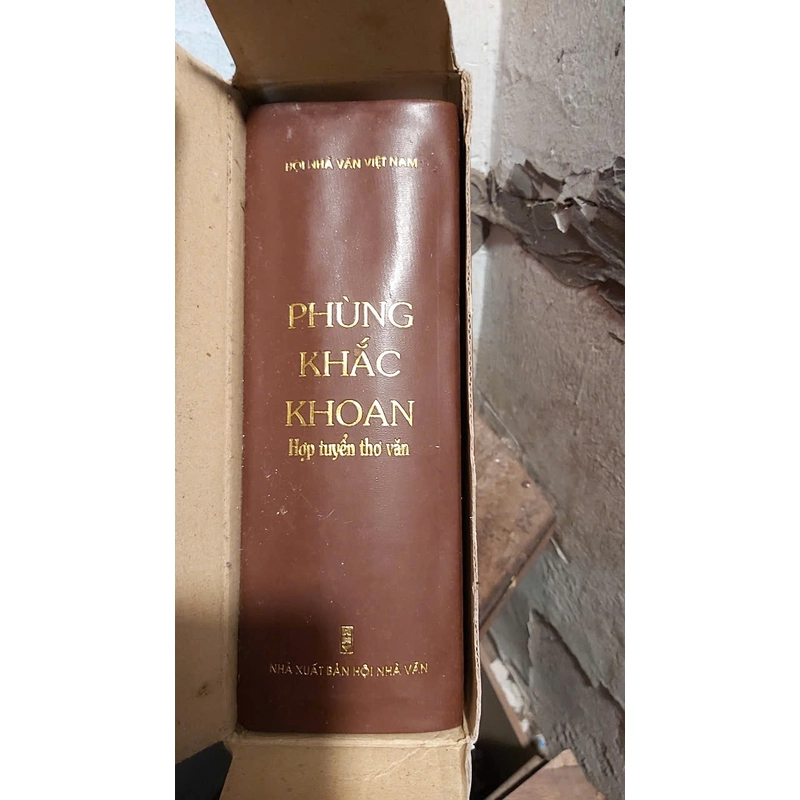 HỘI NHÀ VĂN VIỆT NAM
PHÙNG
KHẮC
KHOAN
Hợp tuyển thơ văn
NHÀ XUẤT BẢN HỘI NHÀ VĂN